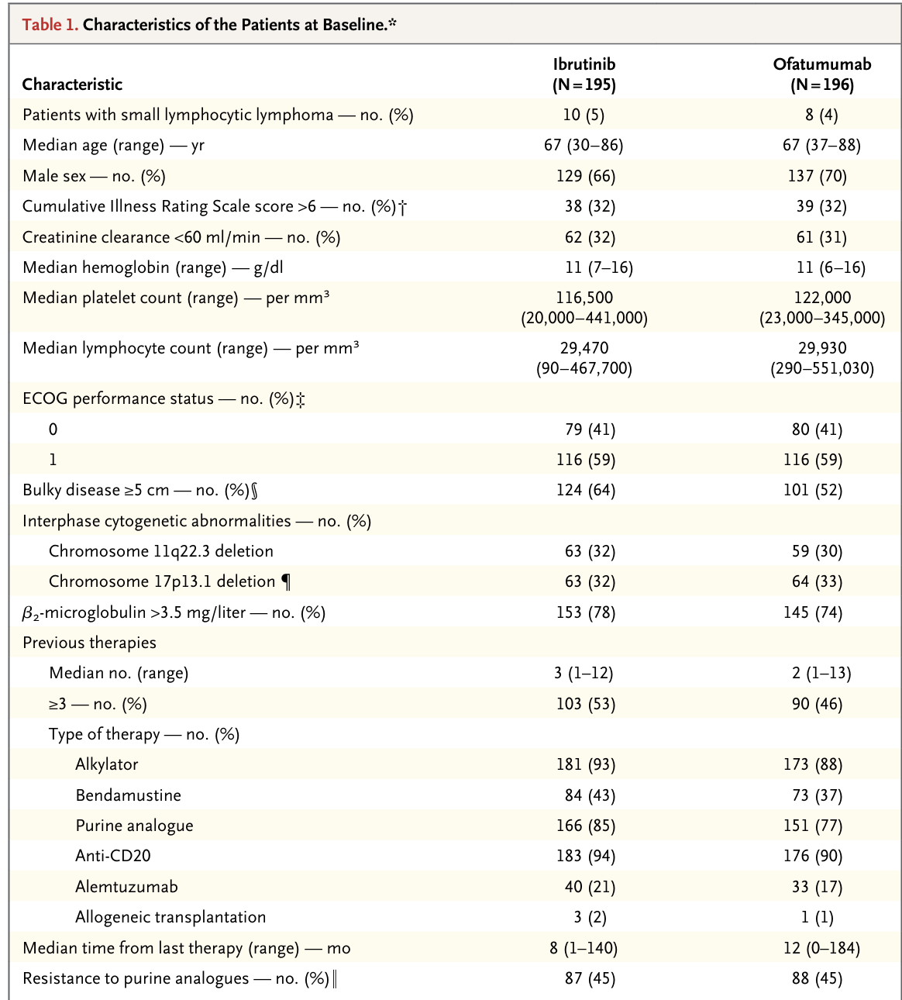 Table 1. Characteristics of the Patients at Baseline.*
Characteristic Ibrutinib (N=195) Ofatumumab (N=196)
Patients with small lymphocytic lymphoma — no. (%) 10 (5) 8 (4)
Median age (range) — yr 67 (30–86) 67 (37–88)
Male sex — no. (%) 129 (66) 137 (70)
Cumulative Illness Rating Scale score >6 — no. (%)† 38 (32) 39 (32)
Creatinine clearance <60 ml/min — no. (%) 62 (32) 61 (31)
Median hemoglobin (range) — g/dl 11 (7–16) 11 (6–16)
Median platelet count (range) — per mm³ 116,500 122,000
(20,000–441,000) (23,000–345,000)
Median lymphocyte count (range) — per mm³ 29,470 29,930
(90–467,700) (290–551,030)
ECOG performance status — no. (%)‡
0 79 (41) 80 (41)
1 116 (59) 116 (59)
Bulky disease ≥5 cm — no. (%)§ 124 (64) 101 (52)
Interphase cytogenetic abnormalities — no. (%)
Chromosome 11q22.3 deletion 63 (32) 59 (30)
Chromosome 17p13.1 deletion ¶ 63 (32) 64 (33)
β₂-microglobulin >3.5 mg/liter — no. (%) 153 (78) 145 (74)
Previous therapies
Median no. (range) 3 (1–12) 2 (1–13)
≥3 — no. (%) 103 (53) 90 (46)
Type of therapy — no. (%)
Alkylator 181 (93) 173 (88)
Bendamustine 84 (43) 73 (37)
Purine analogue 166 (85) 151 (77)
Anti-CD20 183 (94) 176 (90)
Alemtuzumab 40 (21) 33 (17)
Allogeneic transplantation 3 (2) 1 (1)
Median time from last therapy (range) — mo 8 (1–140) 12 (0–184)
Resistance to purine analogues — no. (%)‖ 87 (45) 88 (45)